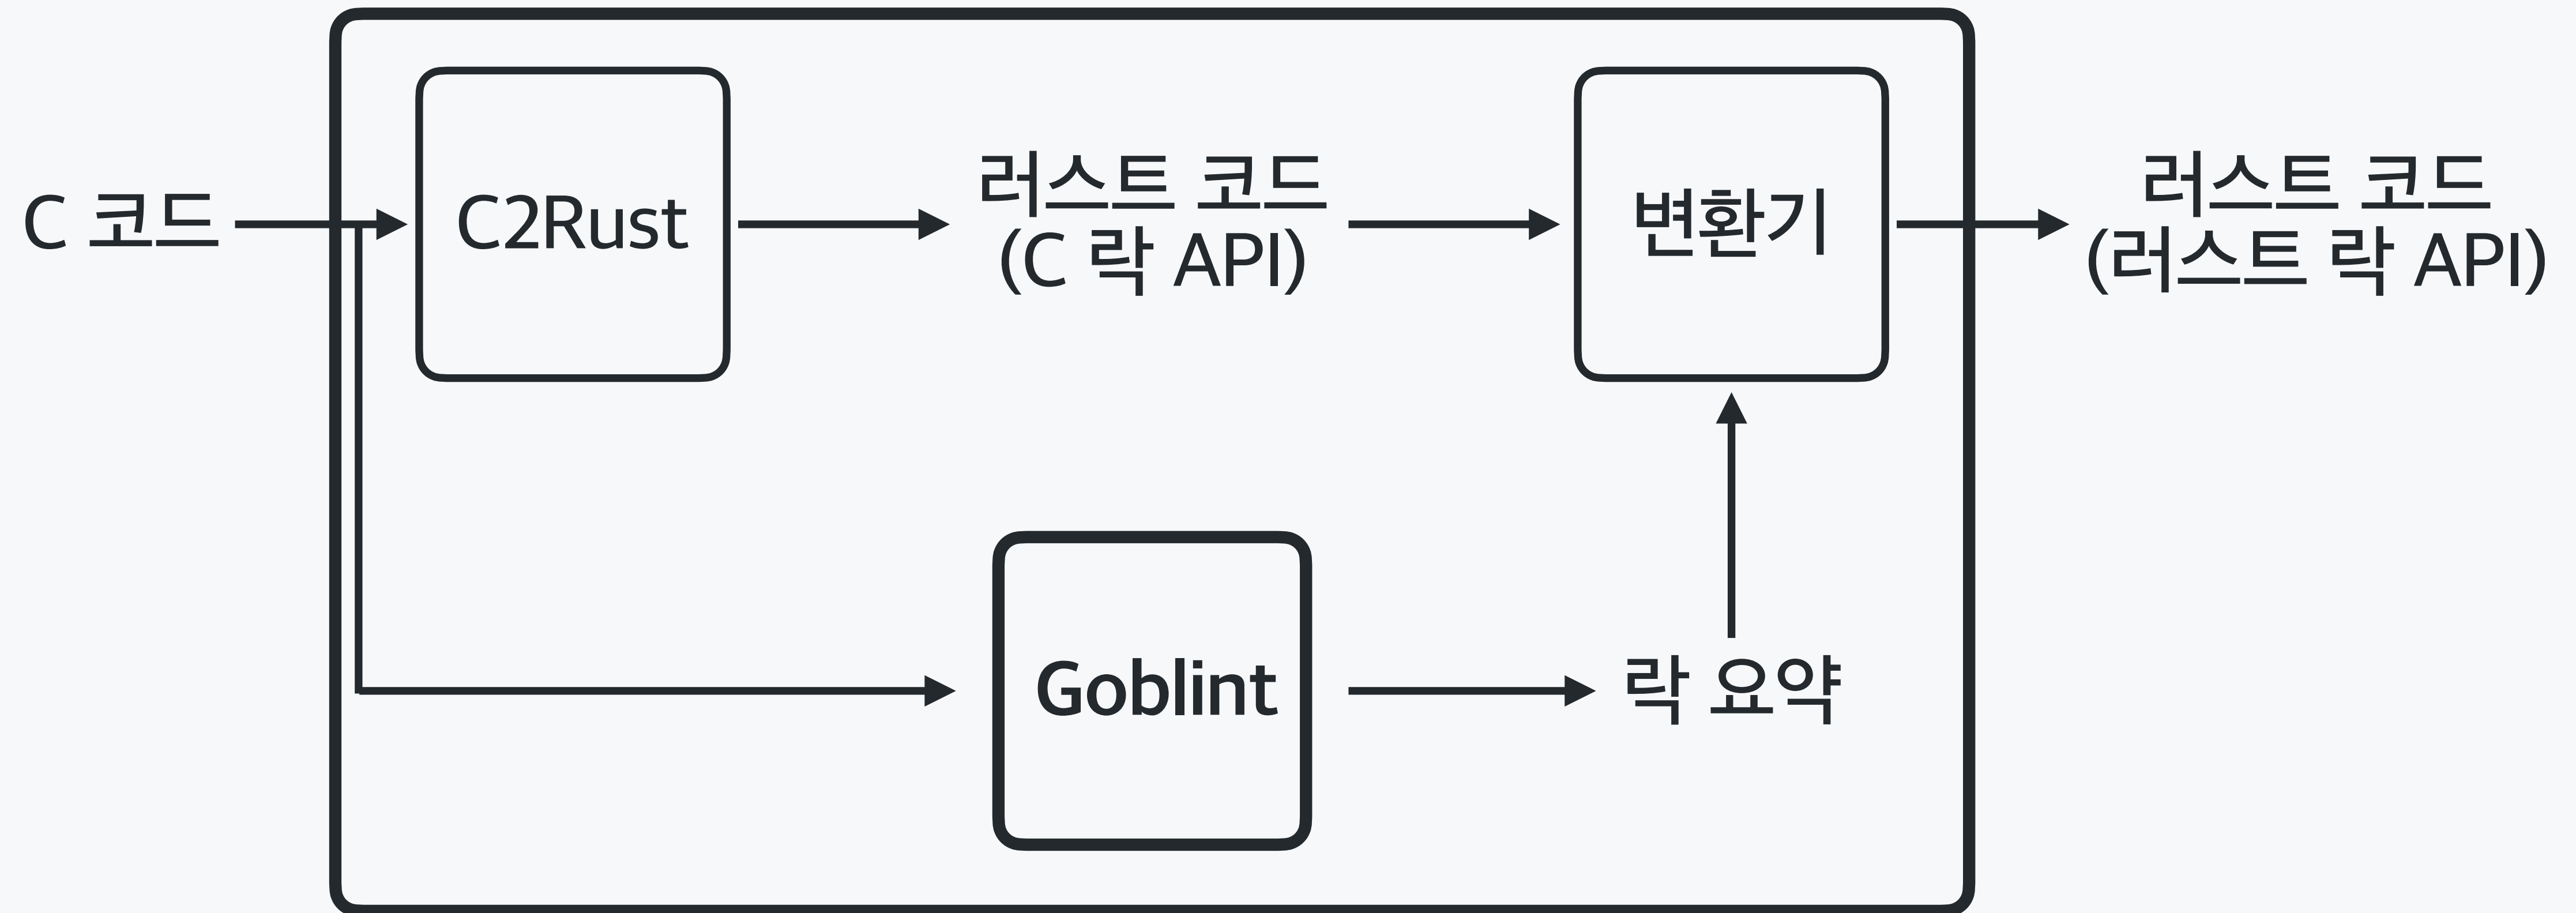 C 코드
C2Rust
러스트 코드
(C 락 API)
변환기
러스트 코드
(러스트 락 API)
Goblint
락 요약